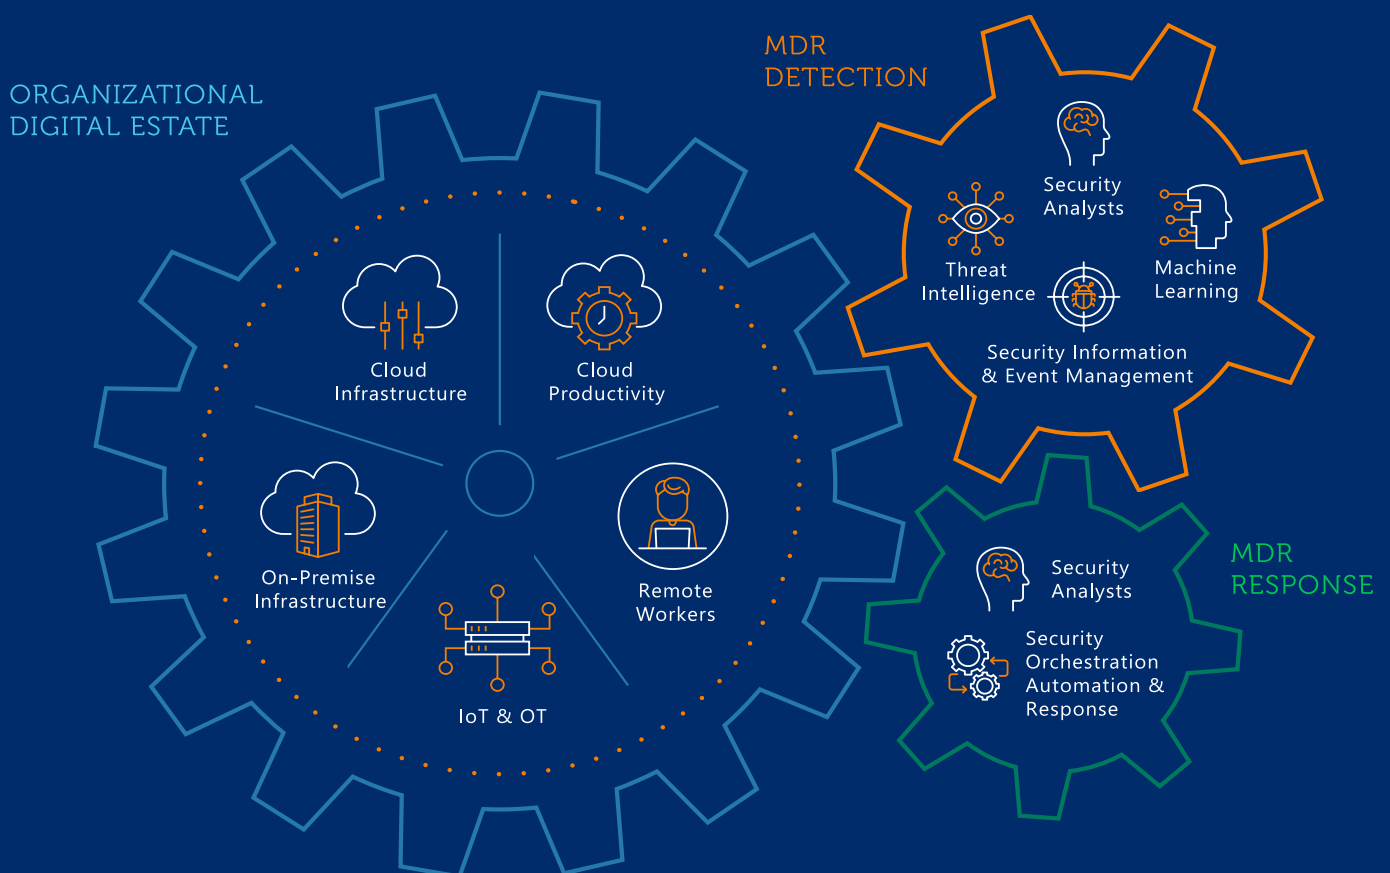 ORGANIZATIONAL
DIGITAL ESTATE
Cloud
Infrastructure
Cloud
Productivity
On-Premise
Infrastructure
Remote
Workers
IoT & OT
MDR
DETECTION
Security
Analysts
Threat
Intelligence
Machine
Learning
Security Information
& Event Management
MDR
RESPONSE
Security
Analysts
Security
Orchestration
Automation &
Response